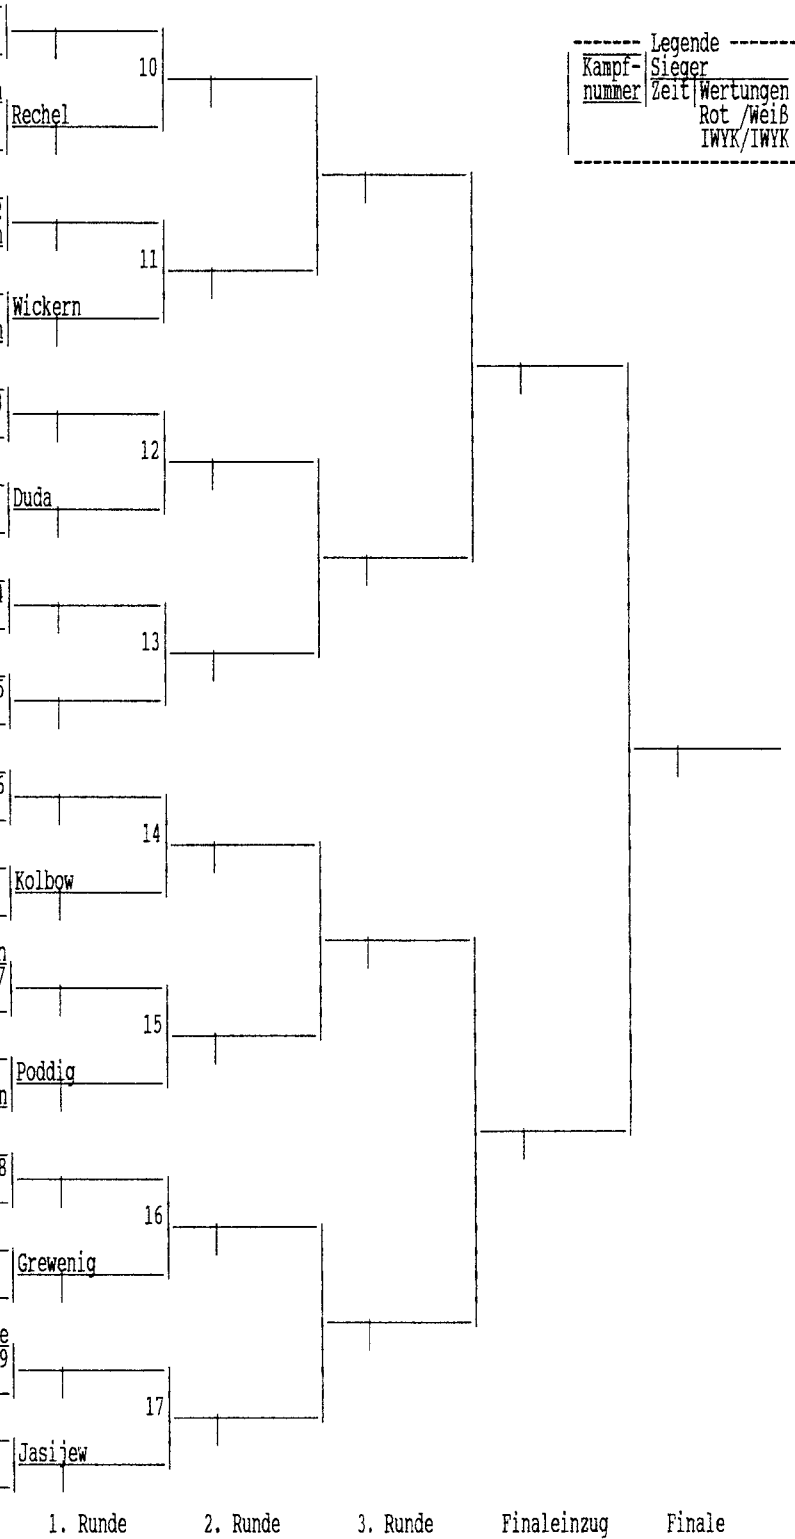 Legende
Kampf- Sieger
nummer Zeit Wertungen
Rot /Weiß
IWYK/IWYK
10
Rechel
11
Wickern
12
Duda
13
14
Kolbow
15
Poddig
16
Grewenig
17
Jasijew
1. Runde 2. Runde 3. Runde Finaleinzug Finale